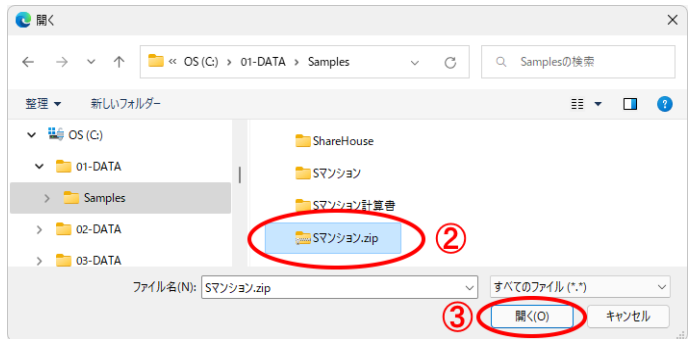 開く
« OS (C:) › 01-DATA › Samples
Samplesの検索
整理 新しいフォルダー
OS (C:)
01-DATA
Samples
02-DATA
03-DATA
ShareHouse
Sマンション
Sマンション計算書
Sマンション.zip
②
ファイル名(N): Sマンション.zip
すべてのファイル (*.*)
③
開く(O)
キャンセル